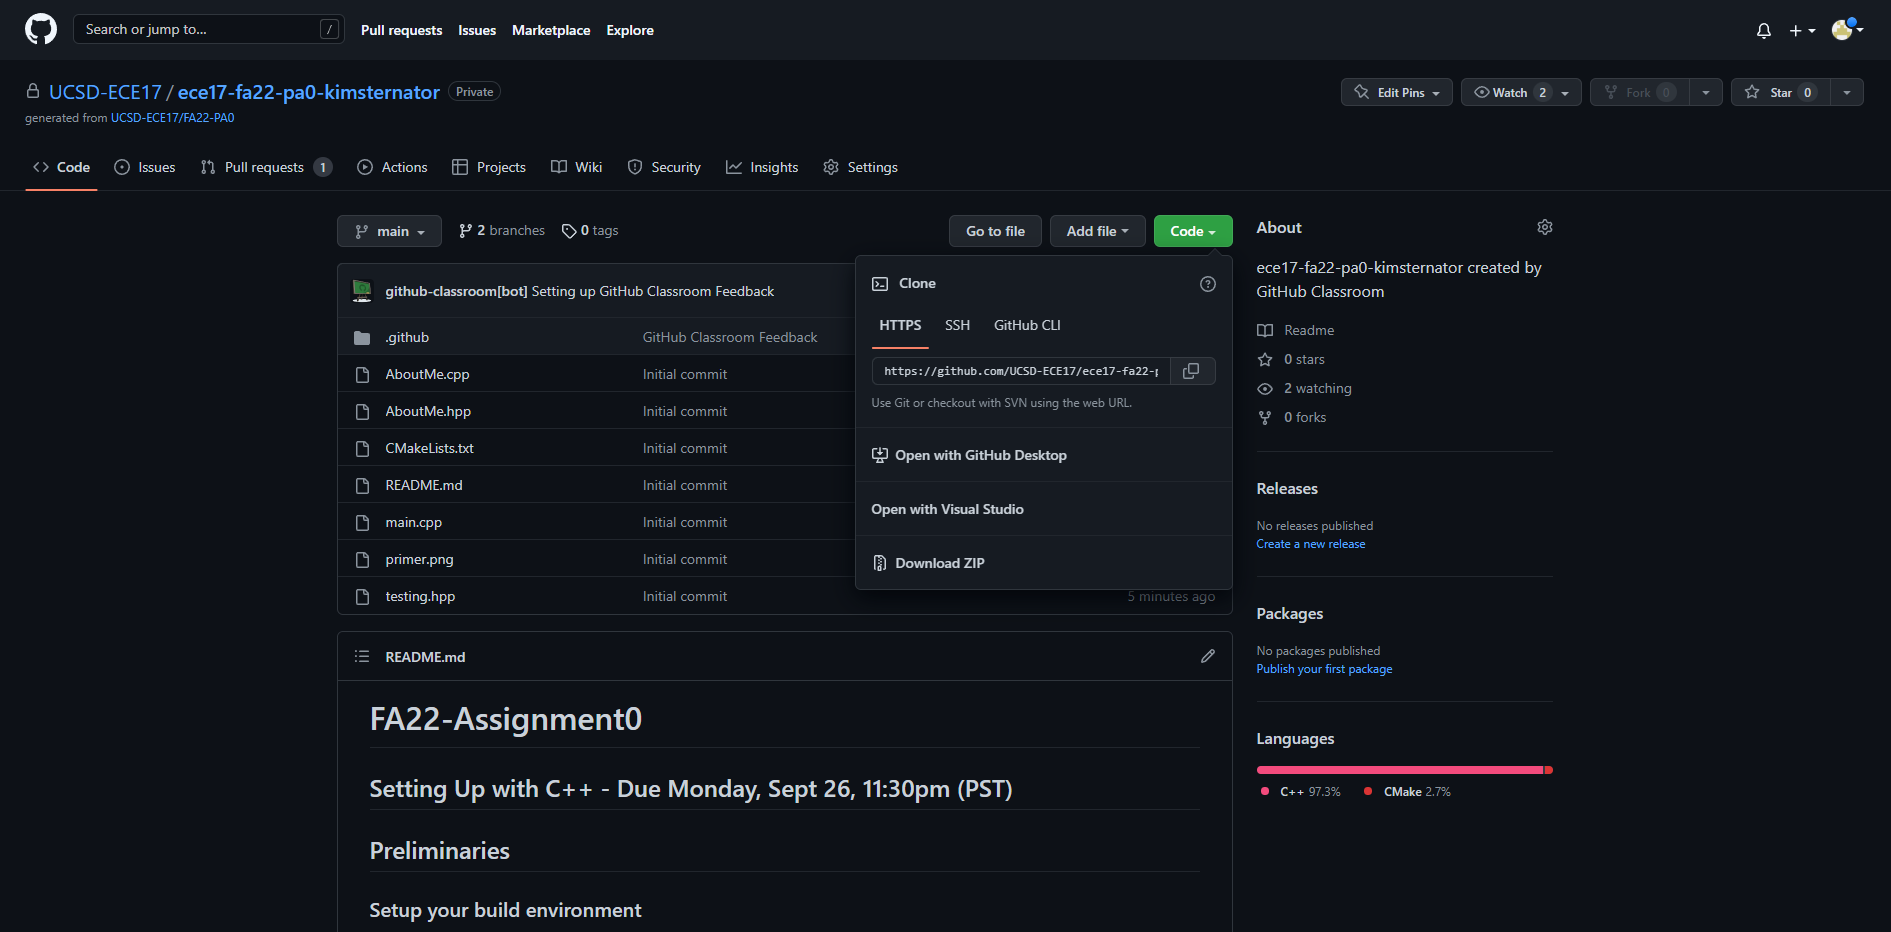 Search or jump to... /
Pull requests Issues Marketplace Explore
UCSD-ECE17 / ece17-fa22-pa0-kimsternator Private
generated from UCSD-ECE17/FA22-PA0
Edit Pins Watch 2 Fork 0 Star 0
Code Issues Pull requests 1 Actions Projects Wiki Security Insights Settings
main 2 branches 0 tags
Go to file Add file Code
github-classroom[bot] Setting up GitHub Classroom Feedback
.github GitHub Classroom Feedback
AboutMe.cpp Initial commit
AboutMe.hpp Initial commit
CMakeLists.txt Initial commit
README.md Initial commit
main.cpp Initial commit
primer.png Initial commit
testing.hpp Initial commit 5 minutes ago
Clone
HTTPS SSH GitHub CLI
https://github.com/UCSD-ECE17/ece17-fa22-p
Use Git or checkout with SVN using the web URL.
Open with GitHub Desktop
Open with Visual Studio
Download ZIP
README.md
FA22-Assignment0
Setting Up with C++ - Due Monday, Sept 26, 11:30pm (PST)
Preliminaries
Setup your build environment
About
ece17-fa22-pa0-kimsternator created by
GitHub Classroom
Readme
0 stars
2 watching
0 forks
Releases
No releases published
Create a new release
Packages
No packages published
Publish your first package
Languages
C++ 97.3% CMake 2.7%